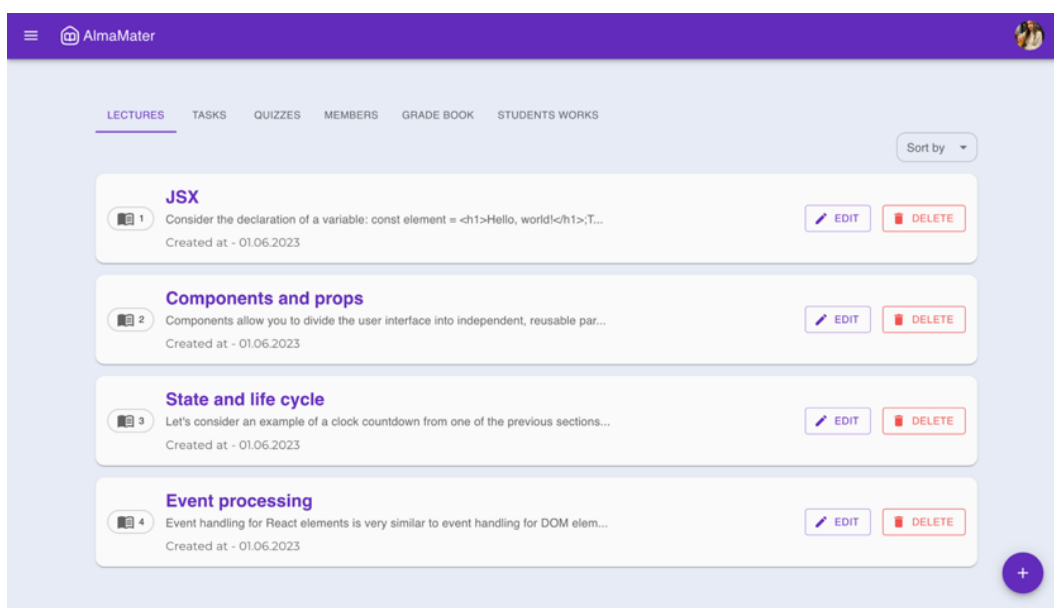 AlmaMater
LECTURES TASKS QUIZZES MEMBERS GRADE BOOK STUDENTS WORKS
Sort by
JSX
1 Consider the declaration of a variable: const element = <h1>Hello, world!</h1>;T... EDIT DELETE
Created at - 01.06.2023
Components and props
2 Components allow you to divide the user interface into independent, reusable par... EDIT DELETE
Created at - 01.06.2023
State and life cycle
3 Let's consider an example of a clock countdown from one of the previous sections... EDIT DELETE
Created at - 01.06.2023
Event processing
4 Event handling for React elements is very similar to event handling for DOM elem... EDIT DELETE
Created at - 01.06.2023
+